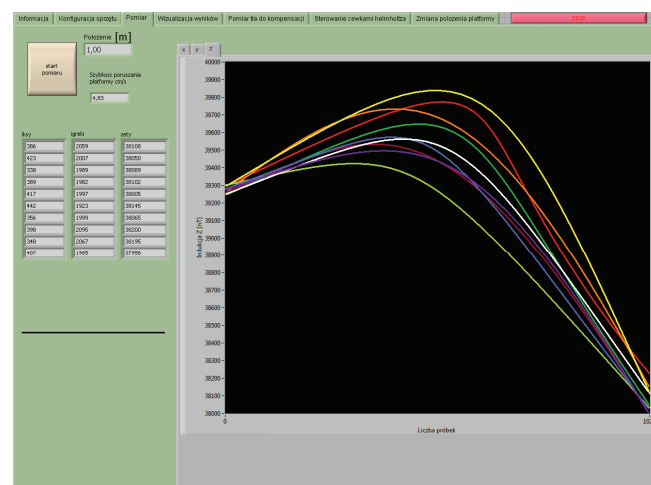 Informacja Konfiguracja sprzętu Pomiar Wizualizacja wyników Pomiar tła do kompensacji Sterowanie cewkami helmholtza Zmiana polozenia platformy STOP
Położenie [m]
1,00
start
pomiaru
Szybkosc poruszania
platformy cm/s
4,83
x y z
iksy igreki zety
386 2059 38108
423 2007 38050
338 1989 38089
389 1982 38102
417 1997 38005
442 1923 38145
356 1999 38065
398 2095 38200
348 2067 38195
407 1965 37956
40000
39900
39800
39700
39600
39500
39400
39300
39200
39100
39000
38900
38800
38700
38600
38500
38400
38300
38200
38100
38000
Indukcja Z [nT]
0 102
Liczba próbek